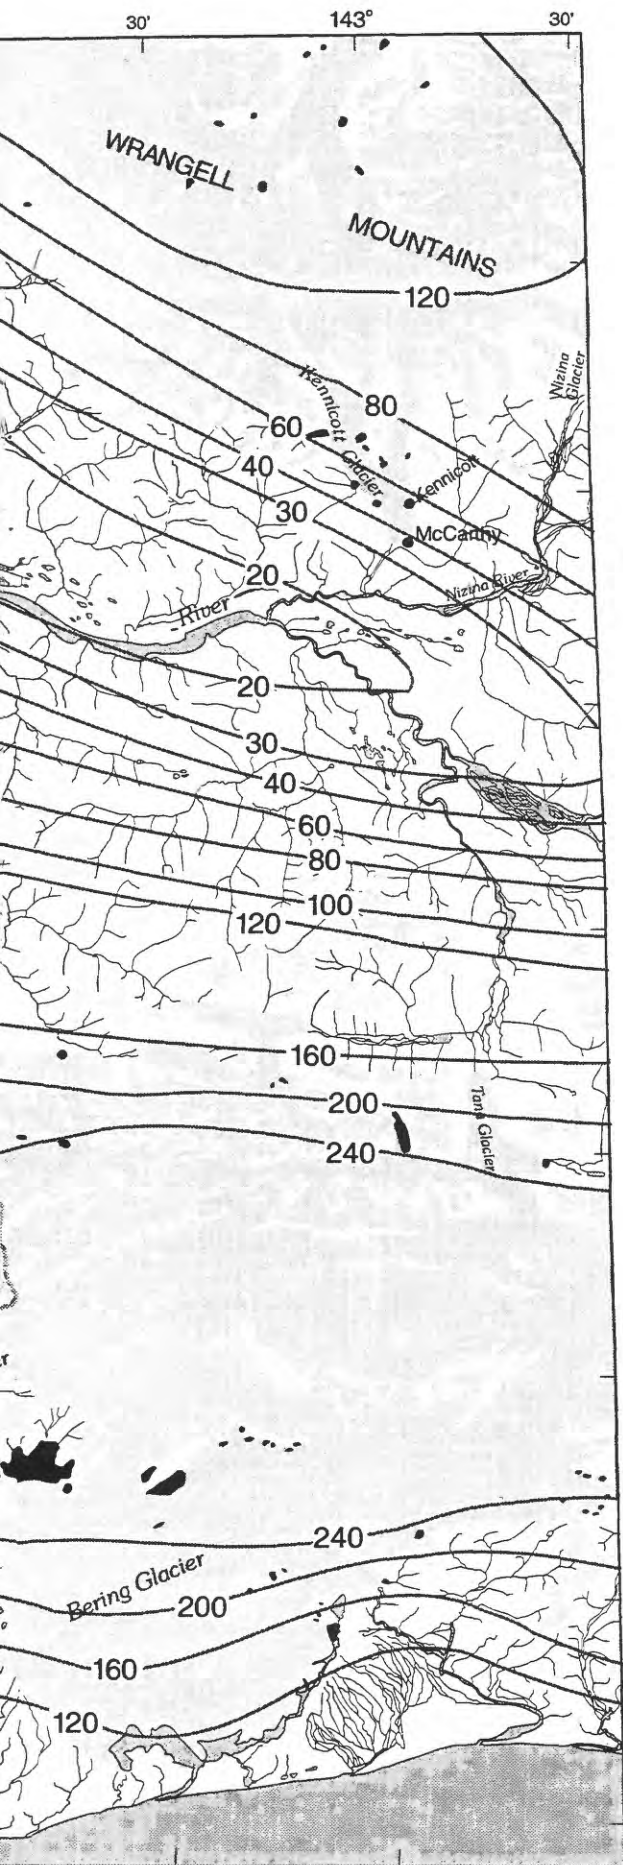 30' 143° 30'
WRANGELL
MOUNTAINS
120
Nizina
Glacier
Kennicott Glacier
80
60
40
Kennicott
30
McCarthy
20
Nizina River
River
20
30
40
60
80
100
120
160
200
Tana Glacier
240
240
Bering Glacier
200
160
120